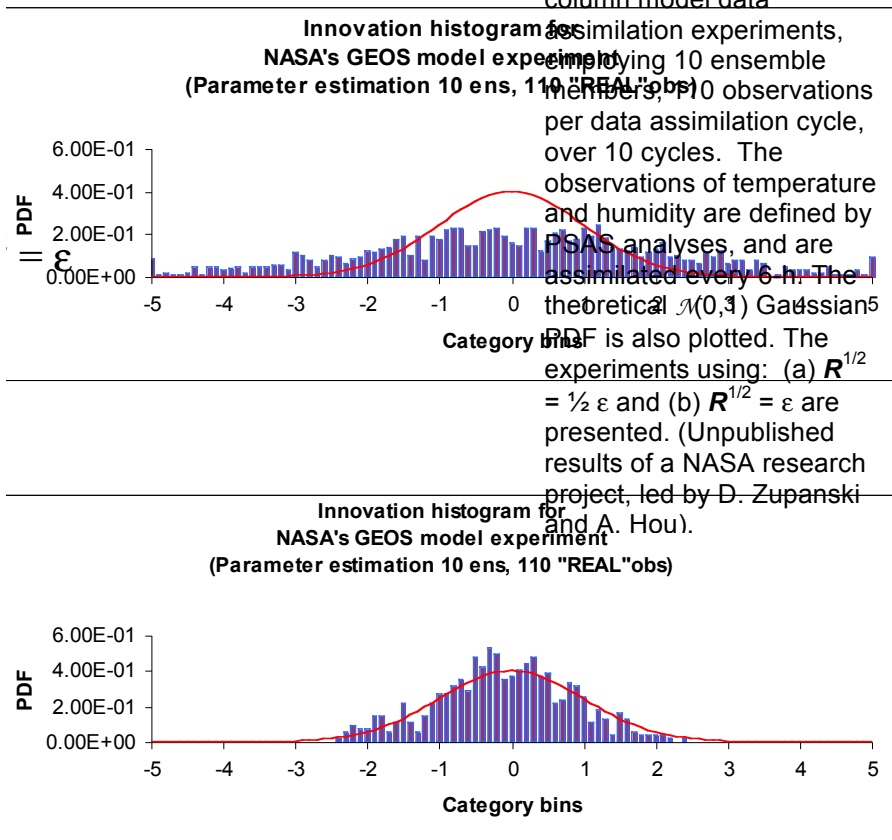 column model data
assimilation experiments,
employing 10 ensemble
members, 110 observations
per data assimilation cycle,
over 10 cycles. The
observations of temperature
and humidity are defined by
PSAS analyses, and are
assimilated every 6-h. The
theoretical 𝒩(0,1) Gaussian
PDF is also plotted. The
experiments using: (a) R^1/2
= ½ ε and (b) R^1/2 = ε are
presented. (Unpublished
results of a NASA research
project, led by D. Zupanski
and A. Hou).
Innovation histogram for
NASA's GEOS model experiment
(Parameter estimation 10 ens, 110 "REAL"obs)
6.00E-01
4.00E-01
2.00E-01
0.00E+00
PDF
= ε
-5 -4 -3 -2 -1 0 1 2 3 4 5
Category bins
Innovation histogram for
NASA's GEOS model experiment
(Parameter estimation 10 ens, 110 "REAL"obs)
6.00E-01
4.00E-01
2.00E-01
0.00E+00
PDF
-5 -4 -3 -2 -1 0 1 2 3 4 5
Category bins